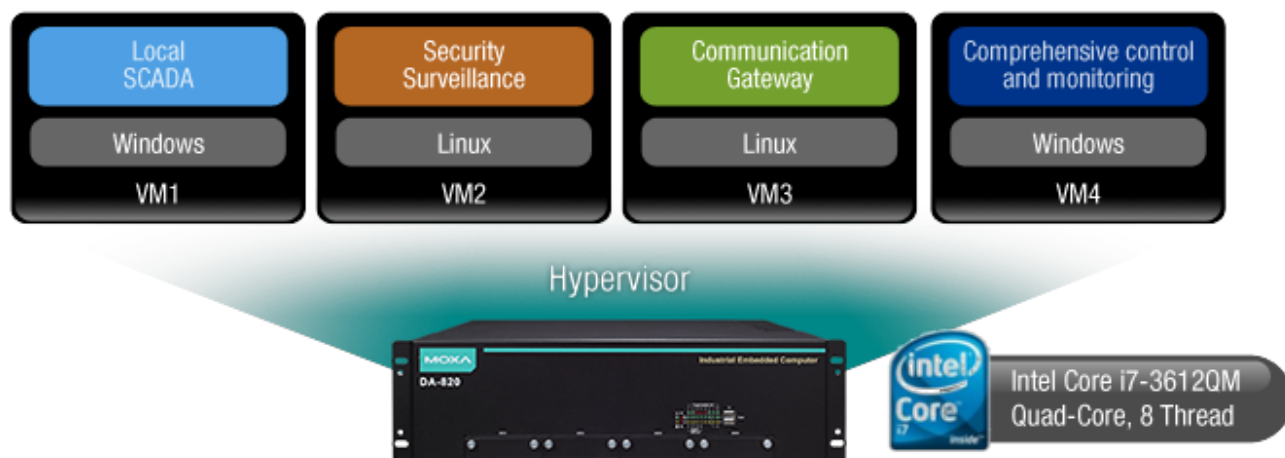 Local
SCADA
Windows
VM1
Security
Surveillance
Linux
VM2
Communication
Gateway
Linux
VM3
Comprehensive control
and monitoring
Windows
VM4
Hypervisor
MOXA
Industrial Embedded Computer
DA-820
intel
Core
i7
inside
Intel Core i7-3612QM
Quad-Core, 8 Thread